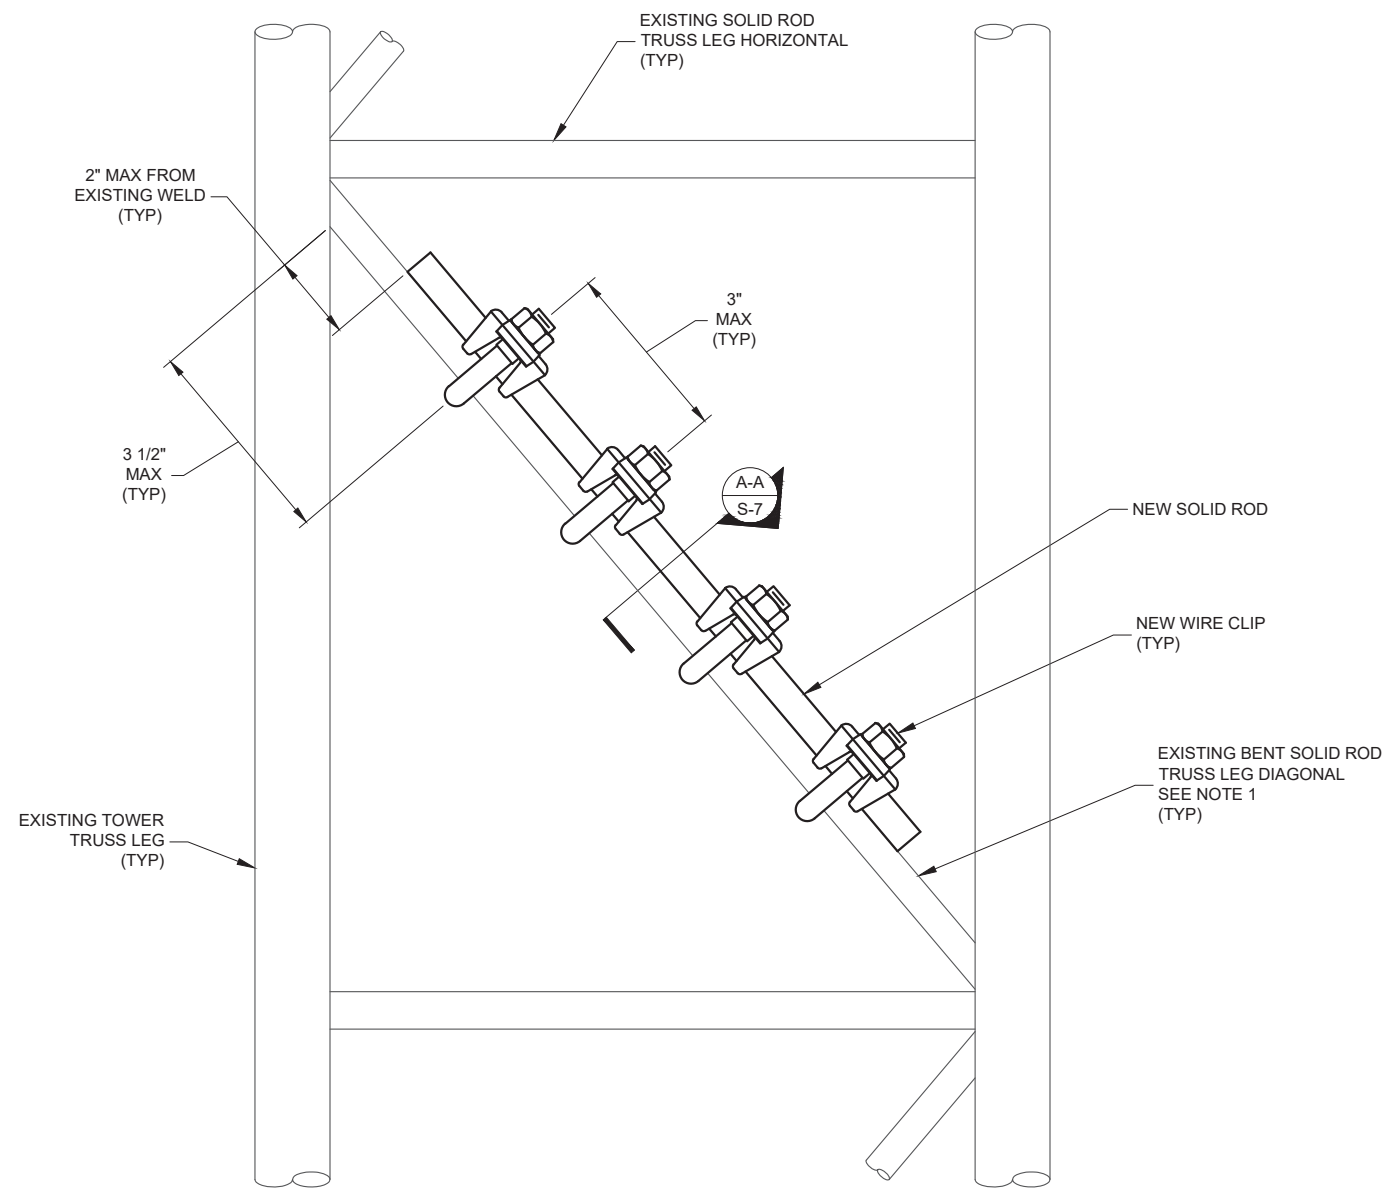 EXISTING SOLID ROD
TRUSS LEG HORIZONTAL
(TYP)
2" MAX FROM
EXISTING WELD
(TYP)
3"
MAX
(TYP)
3 1/2"
MAX
(TYP)
A-A
S-7
NEW SOLID ROD
NEW WIRE CLIP
(TYP)
EXISTING BENT SOLID ROD
TRUSS LEG DIAGONAL
SEE NOTE 1
(TYP)
EXISTING TOWER
TRUSS LEG
(TYP)